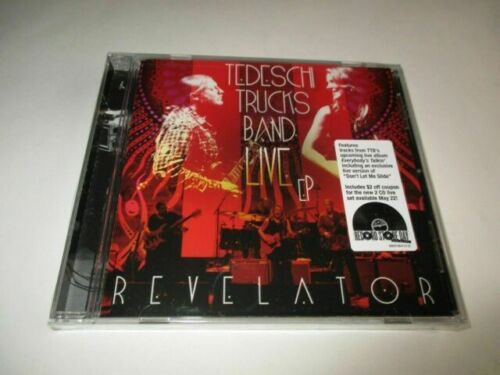 TEDESCHI
TRUCKS
BAND
LIVE
EP
Features
tracks from TTB's
upcoming live album
Everybody's Talkin'
including an exclusive
live version of
"Don't Let Me Slide"
Includes $2 off coupon
for the new 2 CD live
set available May 22!
RECORD STORE DAY
REVELATOR